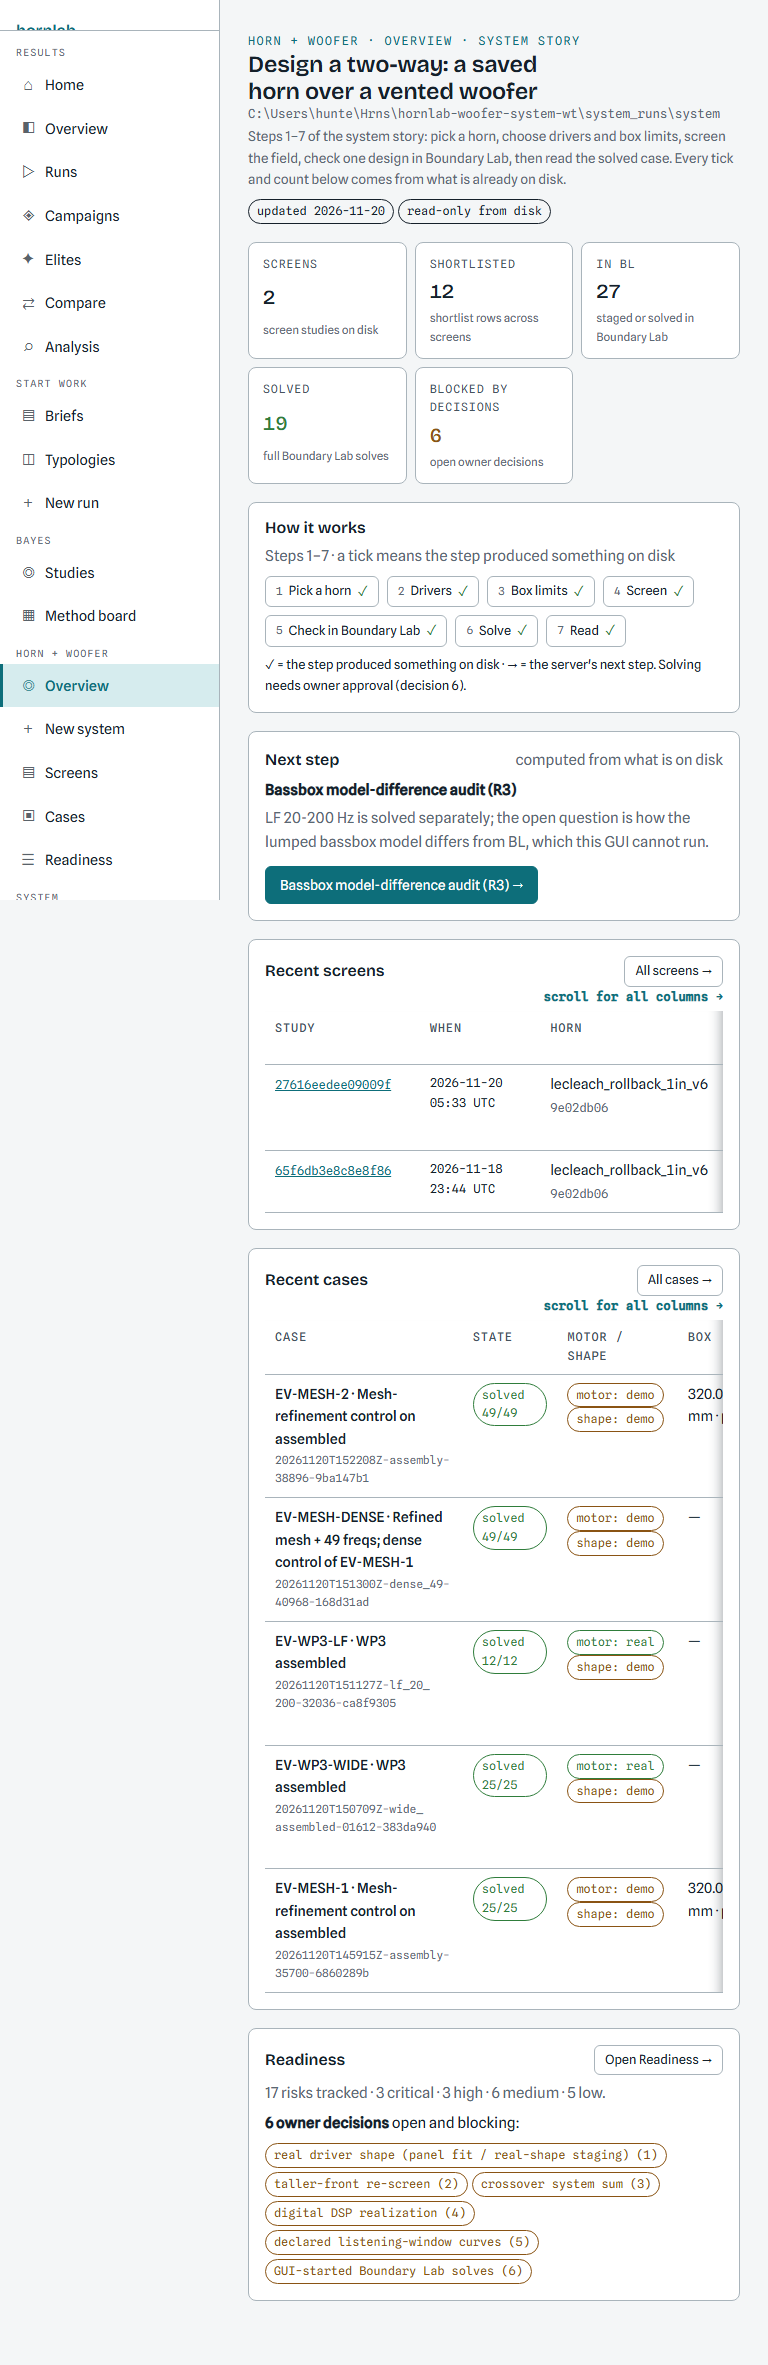 RESULTS
Home
Overview
Runs
Campaigns
Elites
Compare
Analysis
START WORK
Briefs
Typologies
+ New run
BAYES
Studies
Method board
HORN + WOOFER
Overview
+ New system
Screens
Cases
Readiness
SYSTEM
HORN + WOOFER · OVERVIEW · SYSTEM STORY
Design a two-way: a saved
horn over a vented woofer
C:\Users\hunte\Hrns\hornlab-woofer-system-wt\system_runs\system
Steps 1–7 of the system story: pick a horn, choose drivers and box limits, screen
the field, check one design in Boundary Lab, then read the solved case. Every tick
and count below comes from what is already on disk.
updated 2026-11-20 read-only from disk
SCREENS
2
screen studies on disk
SHORTLISTED
12
shortlist rows across
screens
IN BL
27
staged or solved in
Boundary Lab
SOLVED
19
full Boundary Lab solves
BLOCKED BY
DECISIONS
6
open owner decisions
How it works
Steps 1–7 · a tick means the step produced something on disk
1 Pick a horn ✓ 2 Drivers ✓ 3 Box limits ✓ 4 Screen ✓
5 Check in Boundary Lab ✓ 6 Solve ✓ 7 Read ✓
✓ = the step produced something on disk · → = the server's next step. Solving
needs owner approval (decision 6).
Next step computed from what is on disk
Bassbox model-difference audit (R3)
LF 20-200 Hz is solved separately; the open question is how the
lumped bassbox model differs from BL, which this GUI cannot run.
Bassbox model-difference audit (R3) →
Recent screens All screens →
scroll for all columns →
STUDY WHEN HORN
27616eedee09009f 2026-11-20 lecleach_rollback_1in_v6
05:33 UTC 9e02db06
65f6db3e8c8e8f86 2026-11-18 lecleach_rollback_1in_v6
23:44 UTC 9e02db06
Recent cases All cases →
scroll for all columns →
CASE STATE MOTOR / BOX
SHAPE
EV-MESH-2 · Mesh-
refinement control on
assembled
20261120T152208Z-assembly-
38896-9ba147b1
solved
49/49
motor: demo
shape: demo
320.0
mm ·
EV-MESH-DENSE · Refined
mesh + 49 freqs; dense
control of EV-MESH-1
20261120T151300Z-dense_49-
40968-168d31ad
solved
49/49
motor: demo
shape: demo
—
EV-WP3-LF · WP3
assembled
20261120T151127Z-lf_20_
200-32036-ca8f9305
solved
12/12
motor: real
shape: demo
—
EV-WP3-WIDE · WP3
assembled
20261120T150709Z-wide_
assembled-01612-383da940
solved
25/25
motor: real
shape: demo
—
EV-MESH-1 · Mesh-
refinement control on
assembled
20261120T145915Z-assembly-
35700-6860289b
solved
25/25
motor: demo
shape: demo
320.0
mm ·
Readiness Open Readiness →
17 risks tracked · 3 critical · 3 high · 6 medium · 5 low.
6 owner decisions open and blocking:
real driver shape (panel fit / real-shape staging) (1)
taller-front re-screen (2) crossover system sum (3)
digital DSP realization (4)
declared listening-window curves (5)
GUI-started Boundary Lab solves (6)